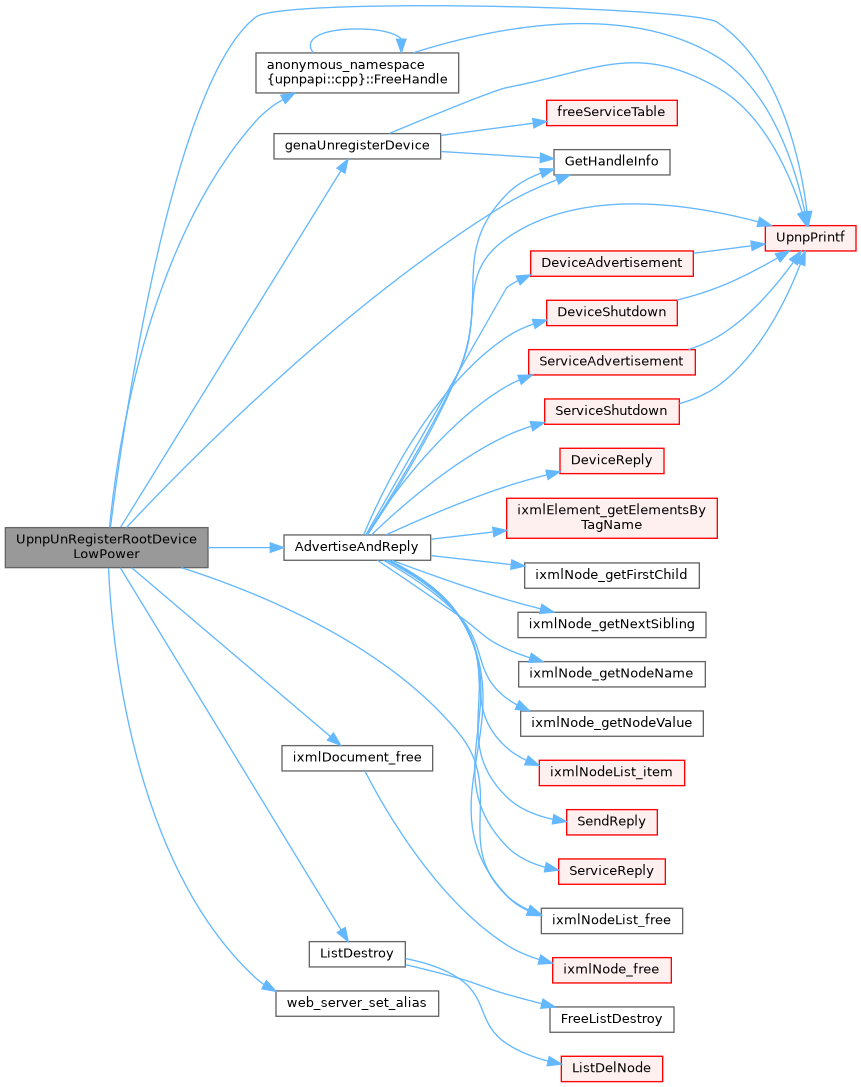 anonymous_namespace
{upnpapi::cpp}::FreeHandle
freeServiceTable
genaUnregisterDevice
GetHandleInfo
UpnpPrintf
DeviceAdvertisement
DeviceShutdown
ServiceAdvertisement
ServiceShutdown
DeviceReply
ixmlElement_getElementsBy
TagName
UpnpUnRegisterRootDevice
LowPower
AdvertiseAndReply
ixmlNode_getFirstChild
ixmlNode_getNextSibling
ixmlNode_getNodeName
ixmlNode_getNodeValue
ixmlDocument_free
ixmlNodeList_item
SendReply
ServiceReply
ixmlNodeList_free
ListDestroy
ixmlNode_free
web_server_set_alias
FreeListDestroy
ListDelNode